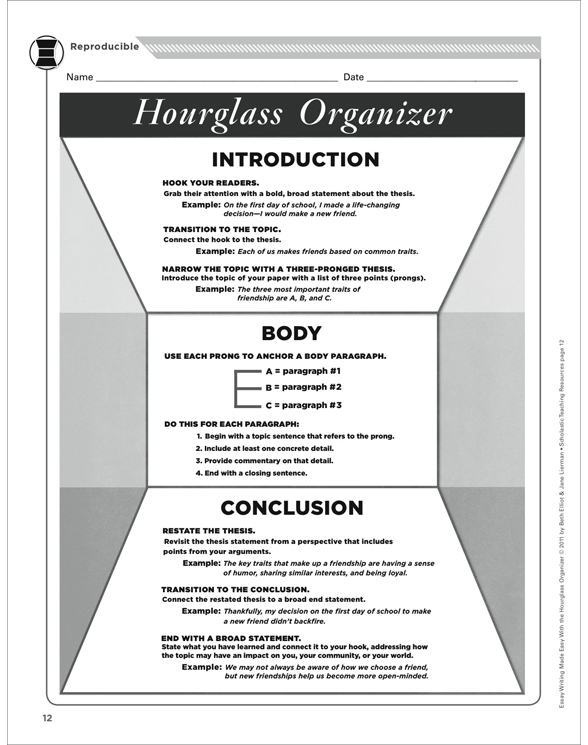 Reproducible
Name
Date
Hourglass Organizer
INTRODUCTION
HOOK YOUR READERS.
Grab their attention with a bold, broad statement about the thesis.
Example: On the first day of school, I made a life-changing
decision—I would make a new friend.
TRANSITION TO THE TOPIC.
Connect the hook to the thesis.
Example: Each of us makes friends based on common traits.
NARROW THE TOPIC WITH A THREE-PRONGED THESIS.
Introduce the topic of your paper with a list of three points (prongs).
Example: The three most important traits of
friendship are A, B, and C.
BODY
USE EACH PRONG TO ANCHOR A BODY PARAGRAPH.
A = paragraph #1
B = paragraph #2
C = paragraph #3
DO THIS FOR EACH PARAGRAPH:
1. Begin with a topic sentence that refers to the prong.
2. Include at least one concrete detail.
3. Provide commentary on that detail.
4. End with a closing sentence.
CONCLUSION
RESTATE THE THESIS.
Revisit the thesis statement from a perspective that includes
points from your arguments.
Example: The key traits that make up a friendship are having a sense
of humor, sharing similar interests, and being loyal.
TRANSITION TO THE CONCLUSION.
Connect the restated thesis to a broad end statement.
Example: Thankfully, my decision on the first day of school to make
a new friend didn't backfire.
END WITH A BROAD STATEMENT.
State what you have learned and connect it to your hook, addressing how
the topic may have an impact on you, your community, or your world.
Example: We may not always be aware of how we choose a friend,
but new friendships help us become more open-minded.
Essay Writing Made Easy With the Hourglass Organizer © 2011 by Beth Elliot & Jane Lierman • Scholastic Teaching Resources page 12
12